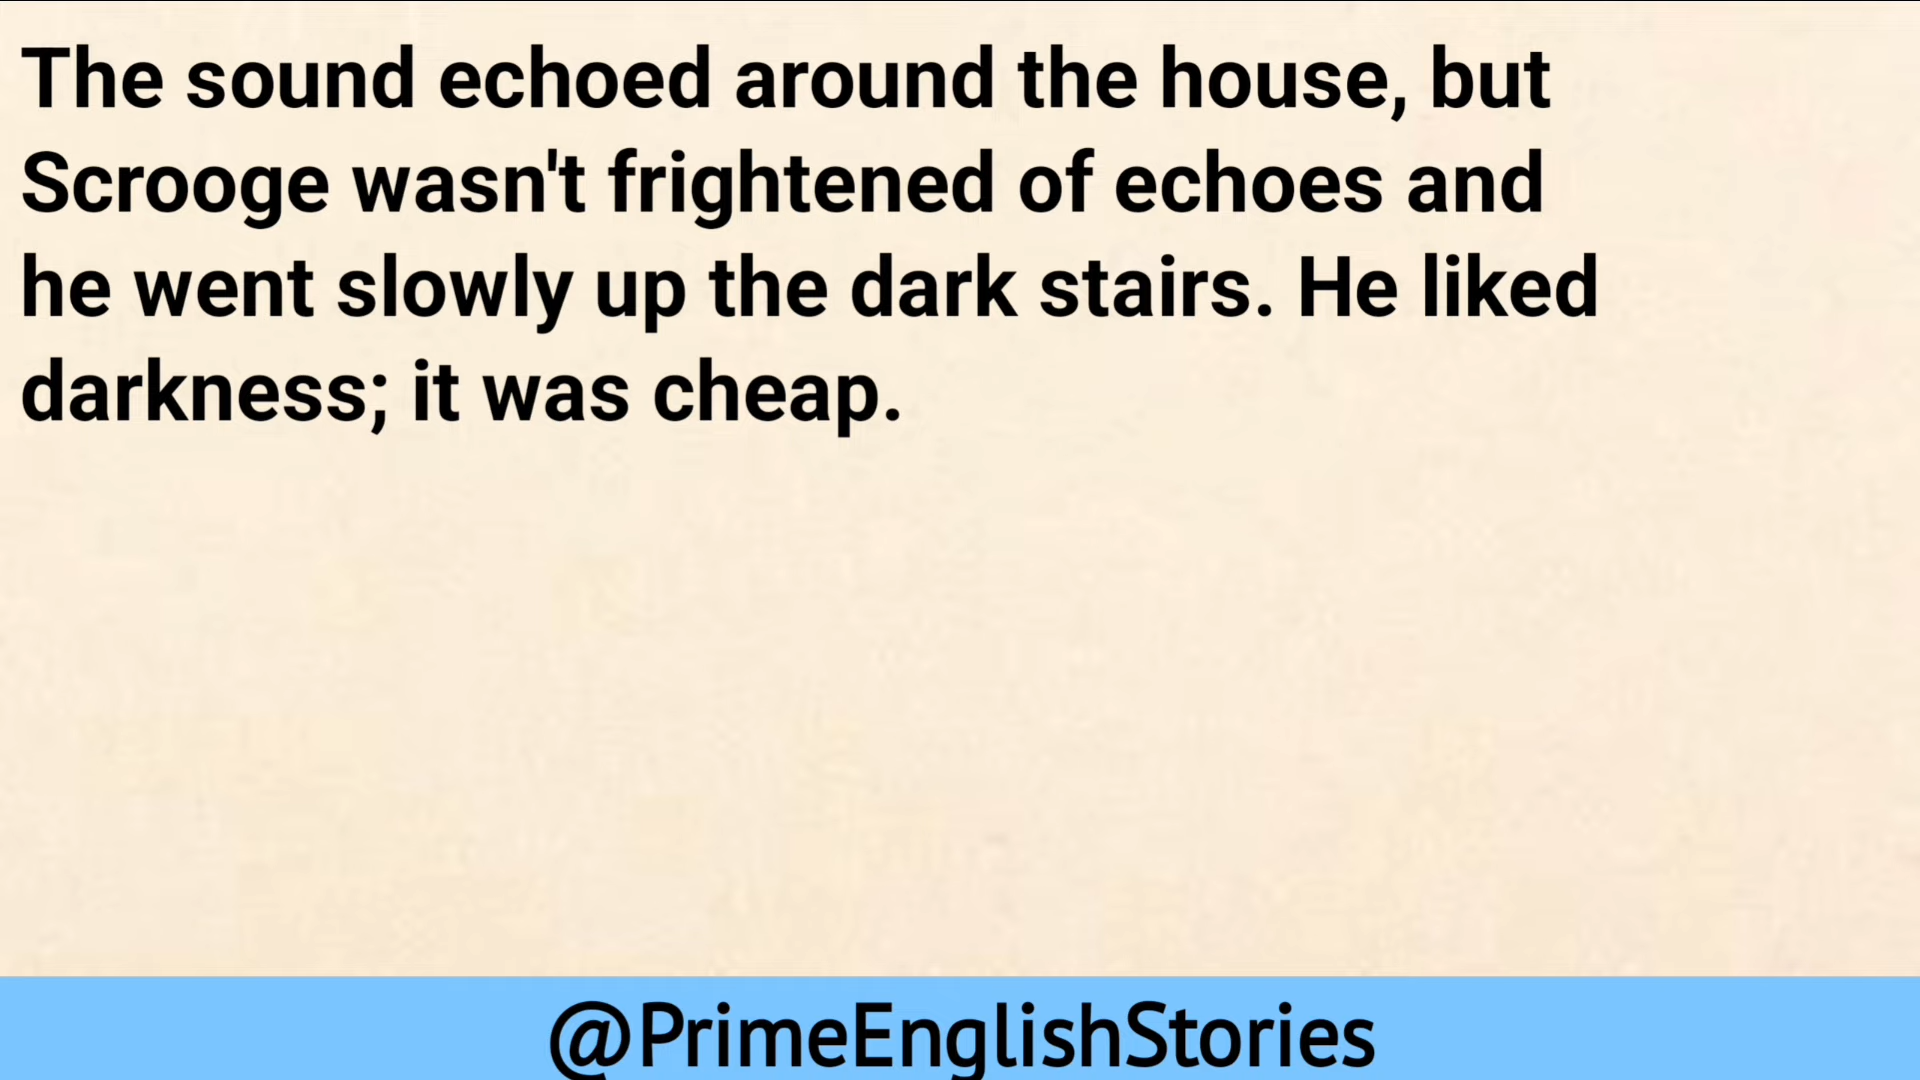 The sound echoed around the house, but
Scrooge wasn't frightened of echoes and
he went slowly up the dark stairs. He liked
darkness; it was cheap.
@PrimeEnglishStories